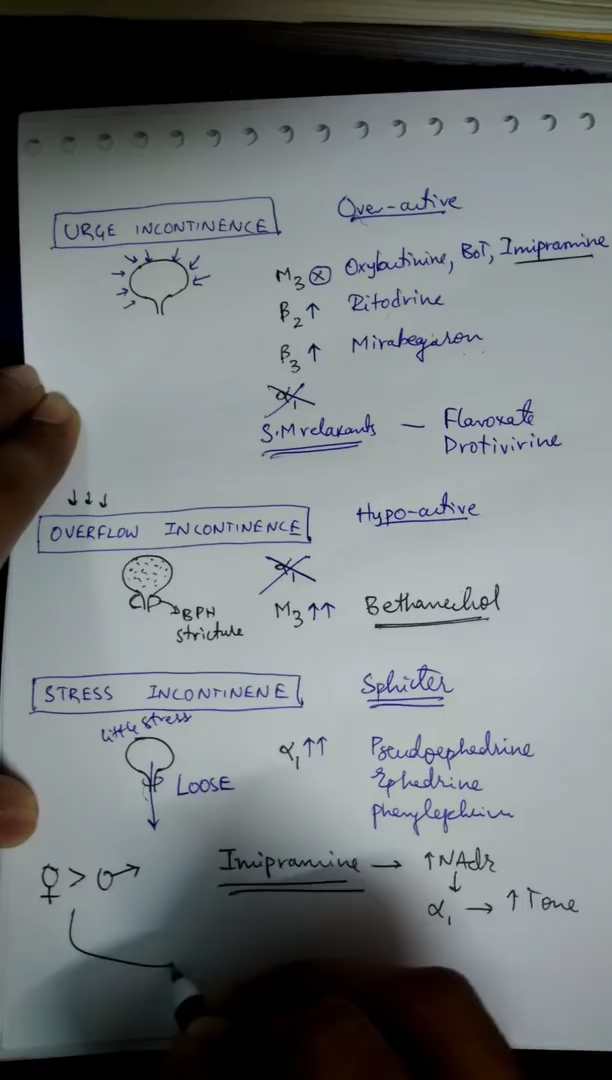 URGE INCONTINENCE
Over-active
M3 ⓧ Oxybutinine, BoT, Imipramine
β2 ↑ Ritodrine
β3 ↑ Mirabegaron
α1
S.M relaxants — Flavoxate
Drotivirine
OVERFLOW INCONTINENCE
Hypo-active
α1
BPH
stricture
M3 ↑↑ Bethanechol
STRESS INCONTINENE
Sphicter
little stress
α1 ↑↑ Pseudoephedrine
LOOSE
Ephedrine
♀ > ♂
Imipramine → ↑ NAdr
↓
α1 → ↑ Tone